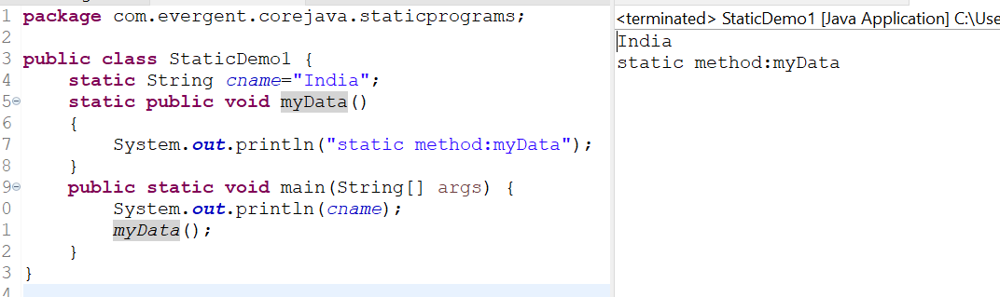 1 package com.evergent.corejava.staticprograms;
2
3 public class StaticDemo1 {
4 static String cname="India";
5 static public void myData()
6 {
7 System.out.println("static method:myData");
8 }
9 public static void main(String[] args) {
0 System.out.println(cname);
1 myData();
2 }
3 }
4
<terminated> StaticDemo1 [Java Application] C:\Use
India
static method:myData